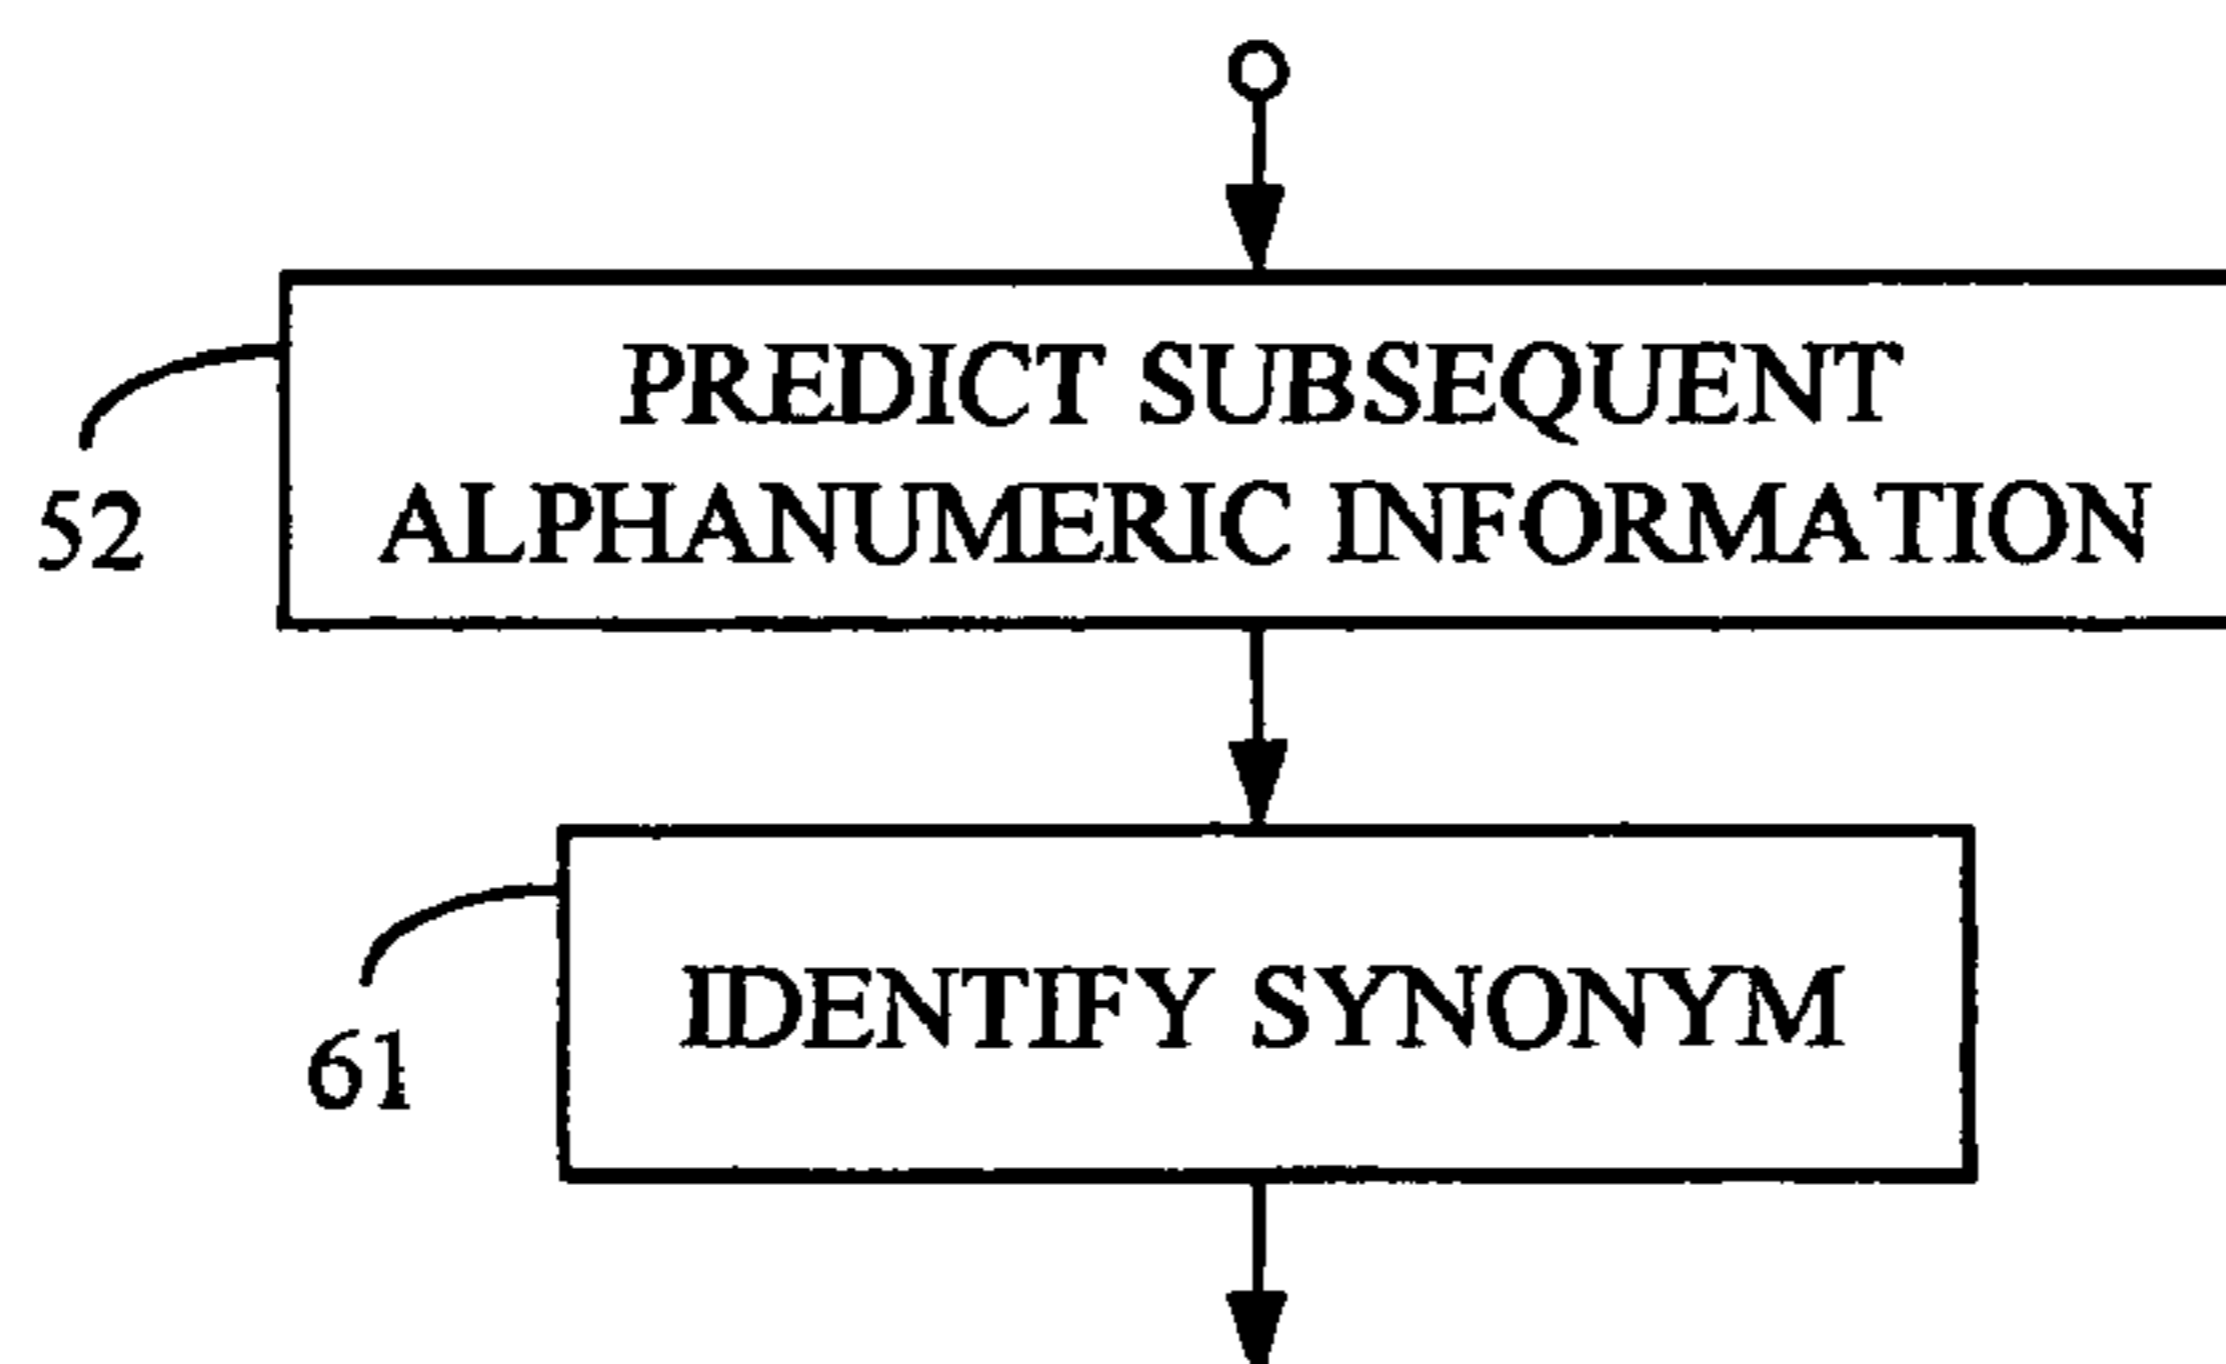 PREDICT SUBSEQUENT
ALPHANUMERIC INFORMATION
52
IDENTIFY SYNONYM
61